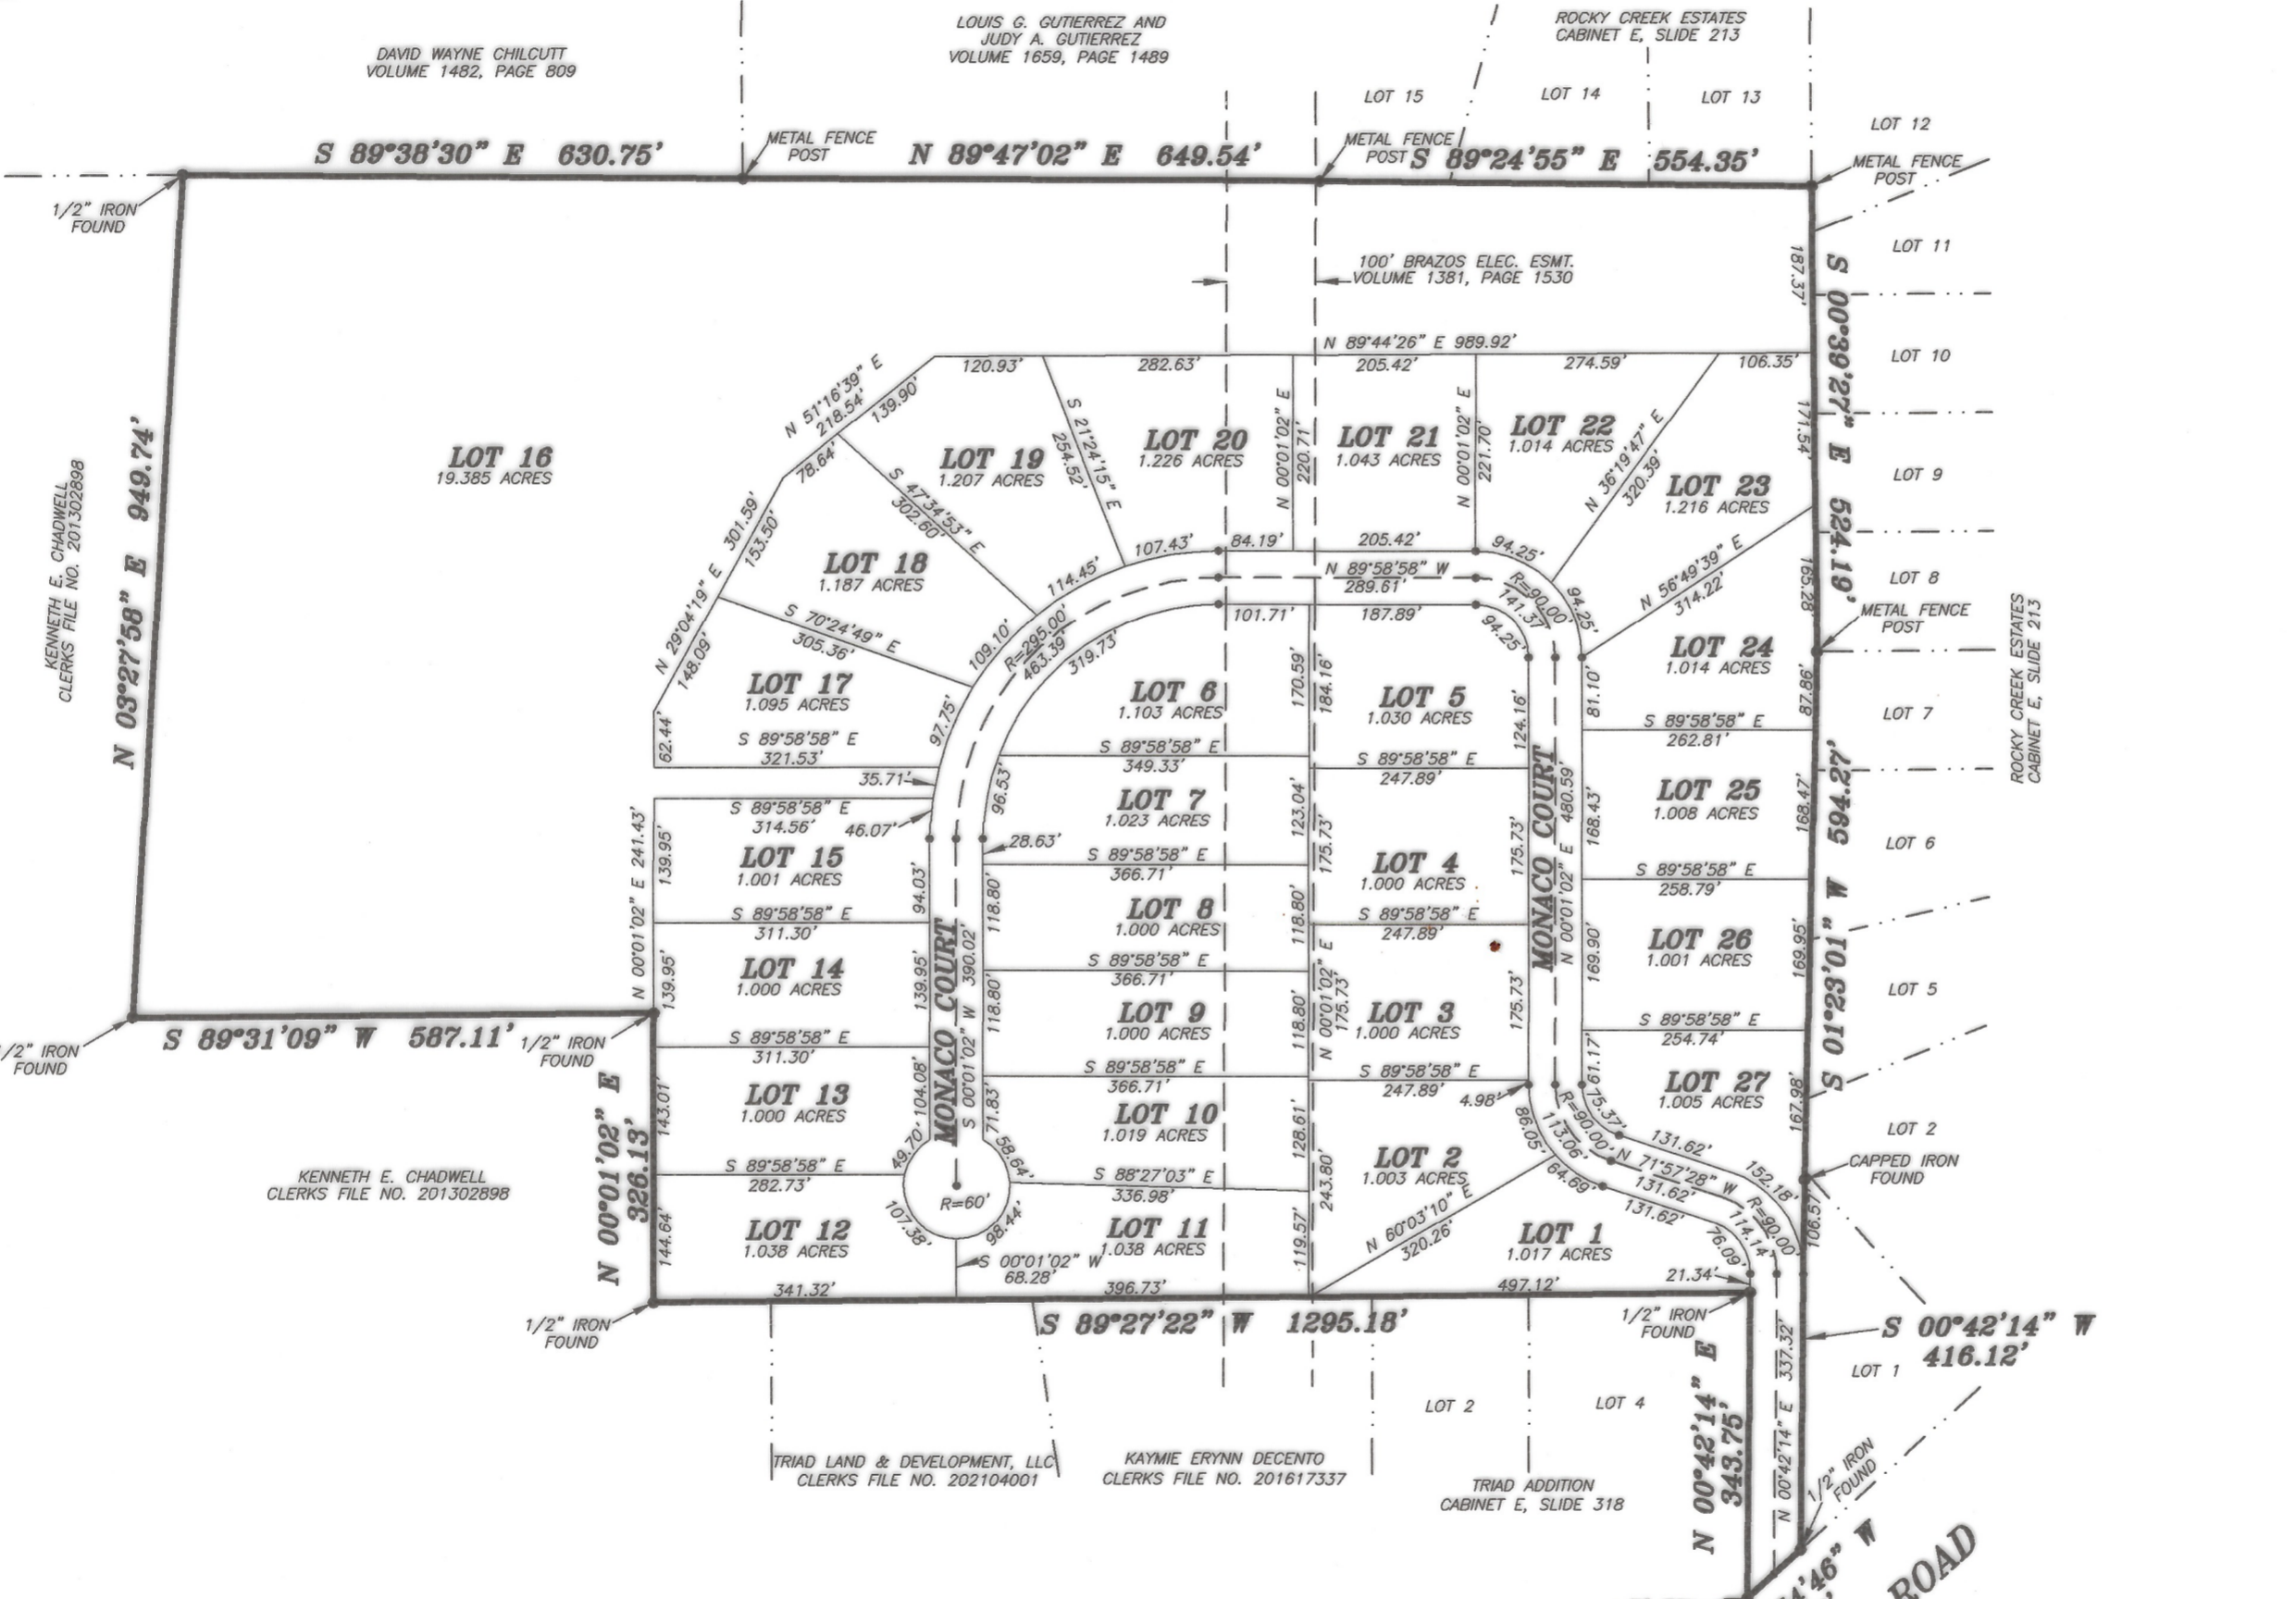 DAVID WAYNE CHILCUTT
VOLUME 1482, PAGE 809
LOUIS G. GUTIERREZ AND
JUDY A. GUTIERREZ
VOLUME 1659, PAGE 1489
ROCKY CREEK ESTATES
CABINET E, SLIDE 213
LOT 15
LOT 14
LOT 13
LOT 12
S 89°38'30" E 630.75'
METAL FENCE
POST
N 89°47'02" E 649.54'
METAL FENCE
POST
S 89°24'55" E 554.35'
METAL FENCE
POST
1/2" IRON
FOUND
100' BRAZOS ELEC. ESMT.
VOLUME 1381, PAGE 1530
187.37'
S 00°39'27" E 524.19'
LOT 11
LOT 10
LOT 9
LOT 8
N 89°44'26" E 989.92'
120.93'
282.63'
205.42'
274.59'
106.35'
171.54'
N 51°16'39" E
218.54'
139.90'
78.64'
LOT 16
19.385 ACRES
KENNETH E. CHADWELL
CLERKS FILE NO. 201302898
N 03°27'58" E 949.74'
LOT 19
1.207 ACRES
S 21°24'15" E
254.52'
LOT 20
1.226 ACRES
N 00°01'02" E
220.71'
LOT 21
1.043 ACRES
N 00°01'02" E
221.70'
LOT 22
1.014 ACRES
N 36°19'47" E
320.39'
LOT 23
1.216 ACRES
S 47°34'53" E
302.60'
N 29°04'19" E 301.59'
153.50'
148.09'
LOT 18
1.187 ACRES
S 70°24'49" E
305.36'
107.43'
84.19'
205.42'
94.25'
114.45'
N 89°58'58" W
289.61'
R=90.00'
141.37'
94.25'
N 56°49'39" E
314.22'
165.28'
METAL FENCE
POST
109.10'
R=295.00'
463.39'
319.73'
101.71'
187.89'
94.25'
LOT 24
1.014 ACRES
ROCKY CREEK ESTATES
CABINET E, SLIDE 213
LOT 17
1.095 ACRES
62.44'
S 89°58'58" E
321.53'
97.75'
35.71'
LOT 6
1.103 ACRES
170.59'
184.16'
LOT 5
1.030 ACRES
124.16'
81.10'
87.86'
LOT 7
S 89°58'58" E
262.81'
S 89°58'58" E
349.33'
S 89°58'58" E
247.89'
96.53'
S 89°58'58" E
314.56'
46.07'
N 00°01'02" E 241.43'
139.95'
LOT 15
1.001 ACRES
94.03'
28.63'
LOT 7
1.023 ACRES
123.04'
175.73'
LOT 4
1.000 ACRES
175.73'
MONACO COURT
N 00°01'02" E 480.59'
168.43'
LOT 25
1.008 ACRES
168.47'
S 01°23'01" W 594.27'
LOT 6
S 89°58'58" E
366.71'
S 89°58'58" E
258.79'
S 89°58'58" E
311.30'
LOT 8
1.000 ACRES
118.80'
118.80'
S 89°58'58" E
247.89'
LOT 26
1.001 ACRES
169.90'
169.95'
LOT 5
LOT 14
1.000 ACRES
139.95'
139.95'
MONACO COURT
S 00°01'02" W 390.02'
S 89°58'58" E
366.71'
LOT 9
1.000 ACRES
118.80'
118.80'
N 00°01'02" E
175.73'
LOT 3
1.000 ACRES
175.73'
S 89°58'58" E
254.74'
S 89°31'09" W 587.11'
1/2" IRON
FOUND
1/2" IRON
FOUND
S 89°58'58" E
311.30'
S 89°58'58" E
366.71'
S 89°58'58" E
247.89'
4.98'
61.17'
LOT 27
1.005 ACRES
167.98'
LOT 2
LOT 13
1.000 ACRES
143.01'
104.08'
71.83'
LOT 10
1.019 ACRES
128.61'
N 00°01'02" E
326.13'
49.70'
58.64'
86.05'
R=90.00'
113.06'
75.37'
131.62'
N 71°57'28" W
131.62'
152.18'
CAPPED IRON
FOUND
KENNETH E. CHADWELL
CLERKS FILE NO. 201302898
S 89°58'58" E
282.73'
R=60'
S 88°27'03" E
336.98'
LOT 2
1.003 ACRES
243.80'
64.69'
131.62'
R=90.00'
114.14'
76.09'
106.57'
144.64'
LOT 12
1.038 ACRES
107.38'
98.44'
LOT 11
1.038 ACRES
119.57'
N 60°03'10" E
320.26'
LOT 1
1.017 ACRES
S 00°01'02" W
68.28'
21.34'
341.32'
396.73'
497.12'
S 89°27'22" W 1295.18'
1/2" IRON
FOUND
1/2" IRON
FOUND
S 00°42'14" W
416.12'
LOT 1
337.32'
N 00°42'14" E
N 00°42'14" E
343.75'
LOT 2
LOT 4
TRIAD LAND & DEVELOPMENT, LLC
CLERKS FILE NO. 202104001
KAYMIE ERYNN DECENTO
CLERKS FILE NO. 201617337
TRIAD ADDITION
CABINET E, SLIDE 318
1/2" IRON
FOUND
46" W
ROAD